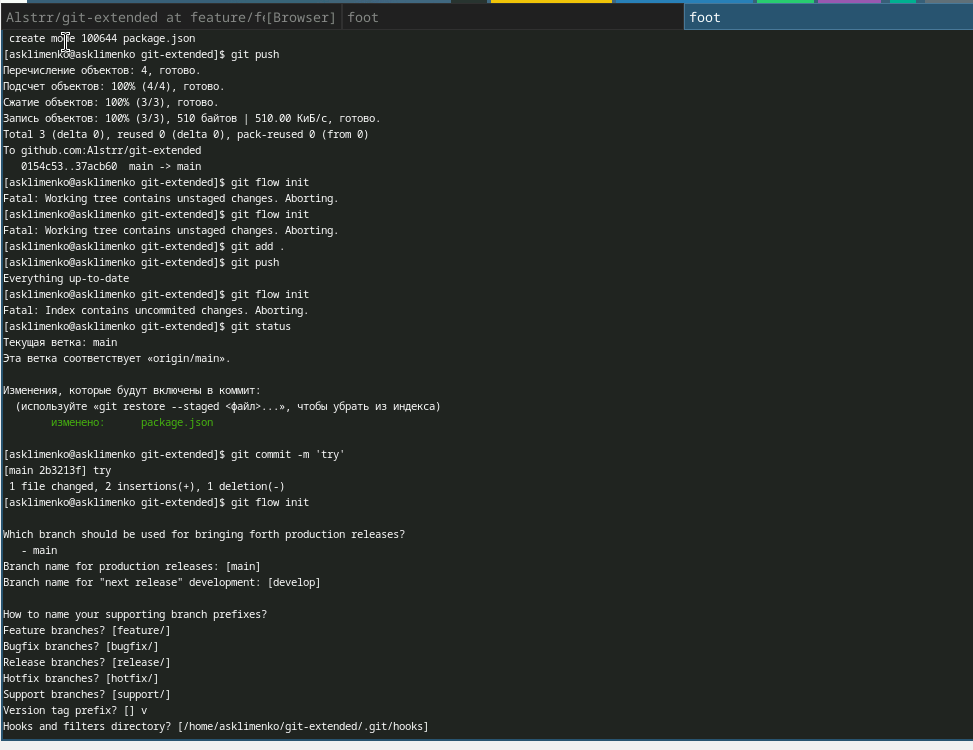 Alstrr/git-extended at feature/f [Browser] foot foot
create mode 100644 package.json
[asklimenko@asklimenko git-extended]$ git push
Перечисление объектов: 4, готово.
Подсчет объектов: 100% (4/4), готово.
Сжатие объектов: 100% (3/3), готово.
Запись объектов: 100% (3/3), 510 байтов | 510.00 КиБ/с, готово.
Total 3 (delta 0), reused 0 (delta 0), pack-reused 0 (from 0)
To github.com:Alstrr/git-extended
   0154c53..37acb60  main -> main
[asklimenko@asklimenko git-extended]$ git flow init
Fatal: Working tree contains unstaged changes. Aborting.
[asklimenko@asklimenko git-extended]$ git flow init
Fatal: Working tree contains unstaged changes. Aborting.
[asklimenko@asklimenko git-extended]$ git add .
[asklimenko@asklimenko git-extended]$ git push
Everything up-to-date
[asklimenko@asklimenko git-extended]$ git flow init
Fatal: Index contains uncommited changes. Aborting.
[asklimenko@asklimenko git-extended]$ git status
Текущая ветка: main
Эта ветка соответствует «origin/main».
Изменения, которые будут включены в коммит:
  (используйте «git restore --staged <файл>...», чтобы убрать из индекса)
        изменено:      package.json
[asklimenko@asklimenko git-extended]$ git commit -m 'try'
[main 2b3213f] try
 1 file changed, 2 insertions(+), 1 deletion(-)
[asklimenko@asklimenko git-extended]$ git flow init
Which branch should be used for bringing forth production releases?
   - main
Branch name for production releases: [main]
Branch name for "next release" development: [develop]
How to name your supporting branch prefixes?
Feature branches? [feature/]
Bugfix branches? [bugfix/]
Release branches? [release/]
Hotfix branches? [hotfix/]
Support branches? [support/]
Version tag prefix? [] v
Hooks and filters directory? [/home/asklimenko/git-extended/.git/hooks]